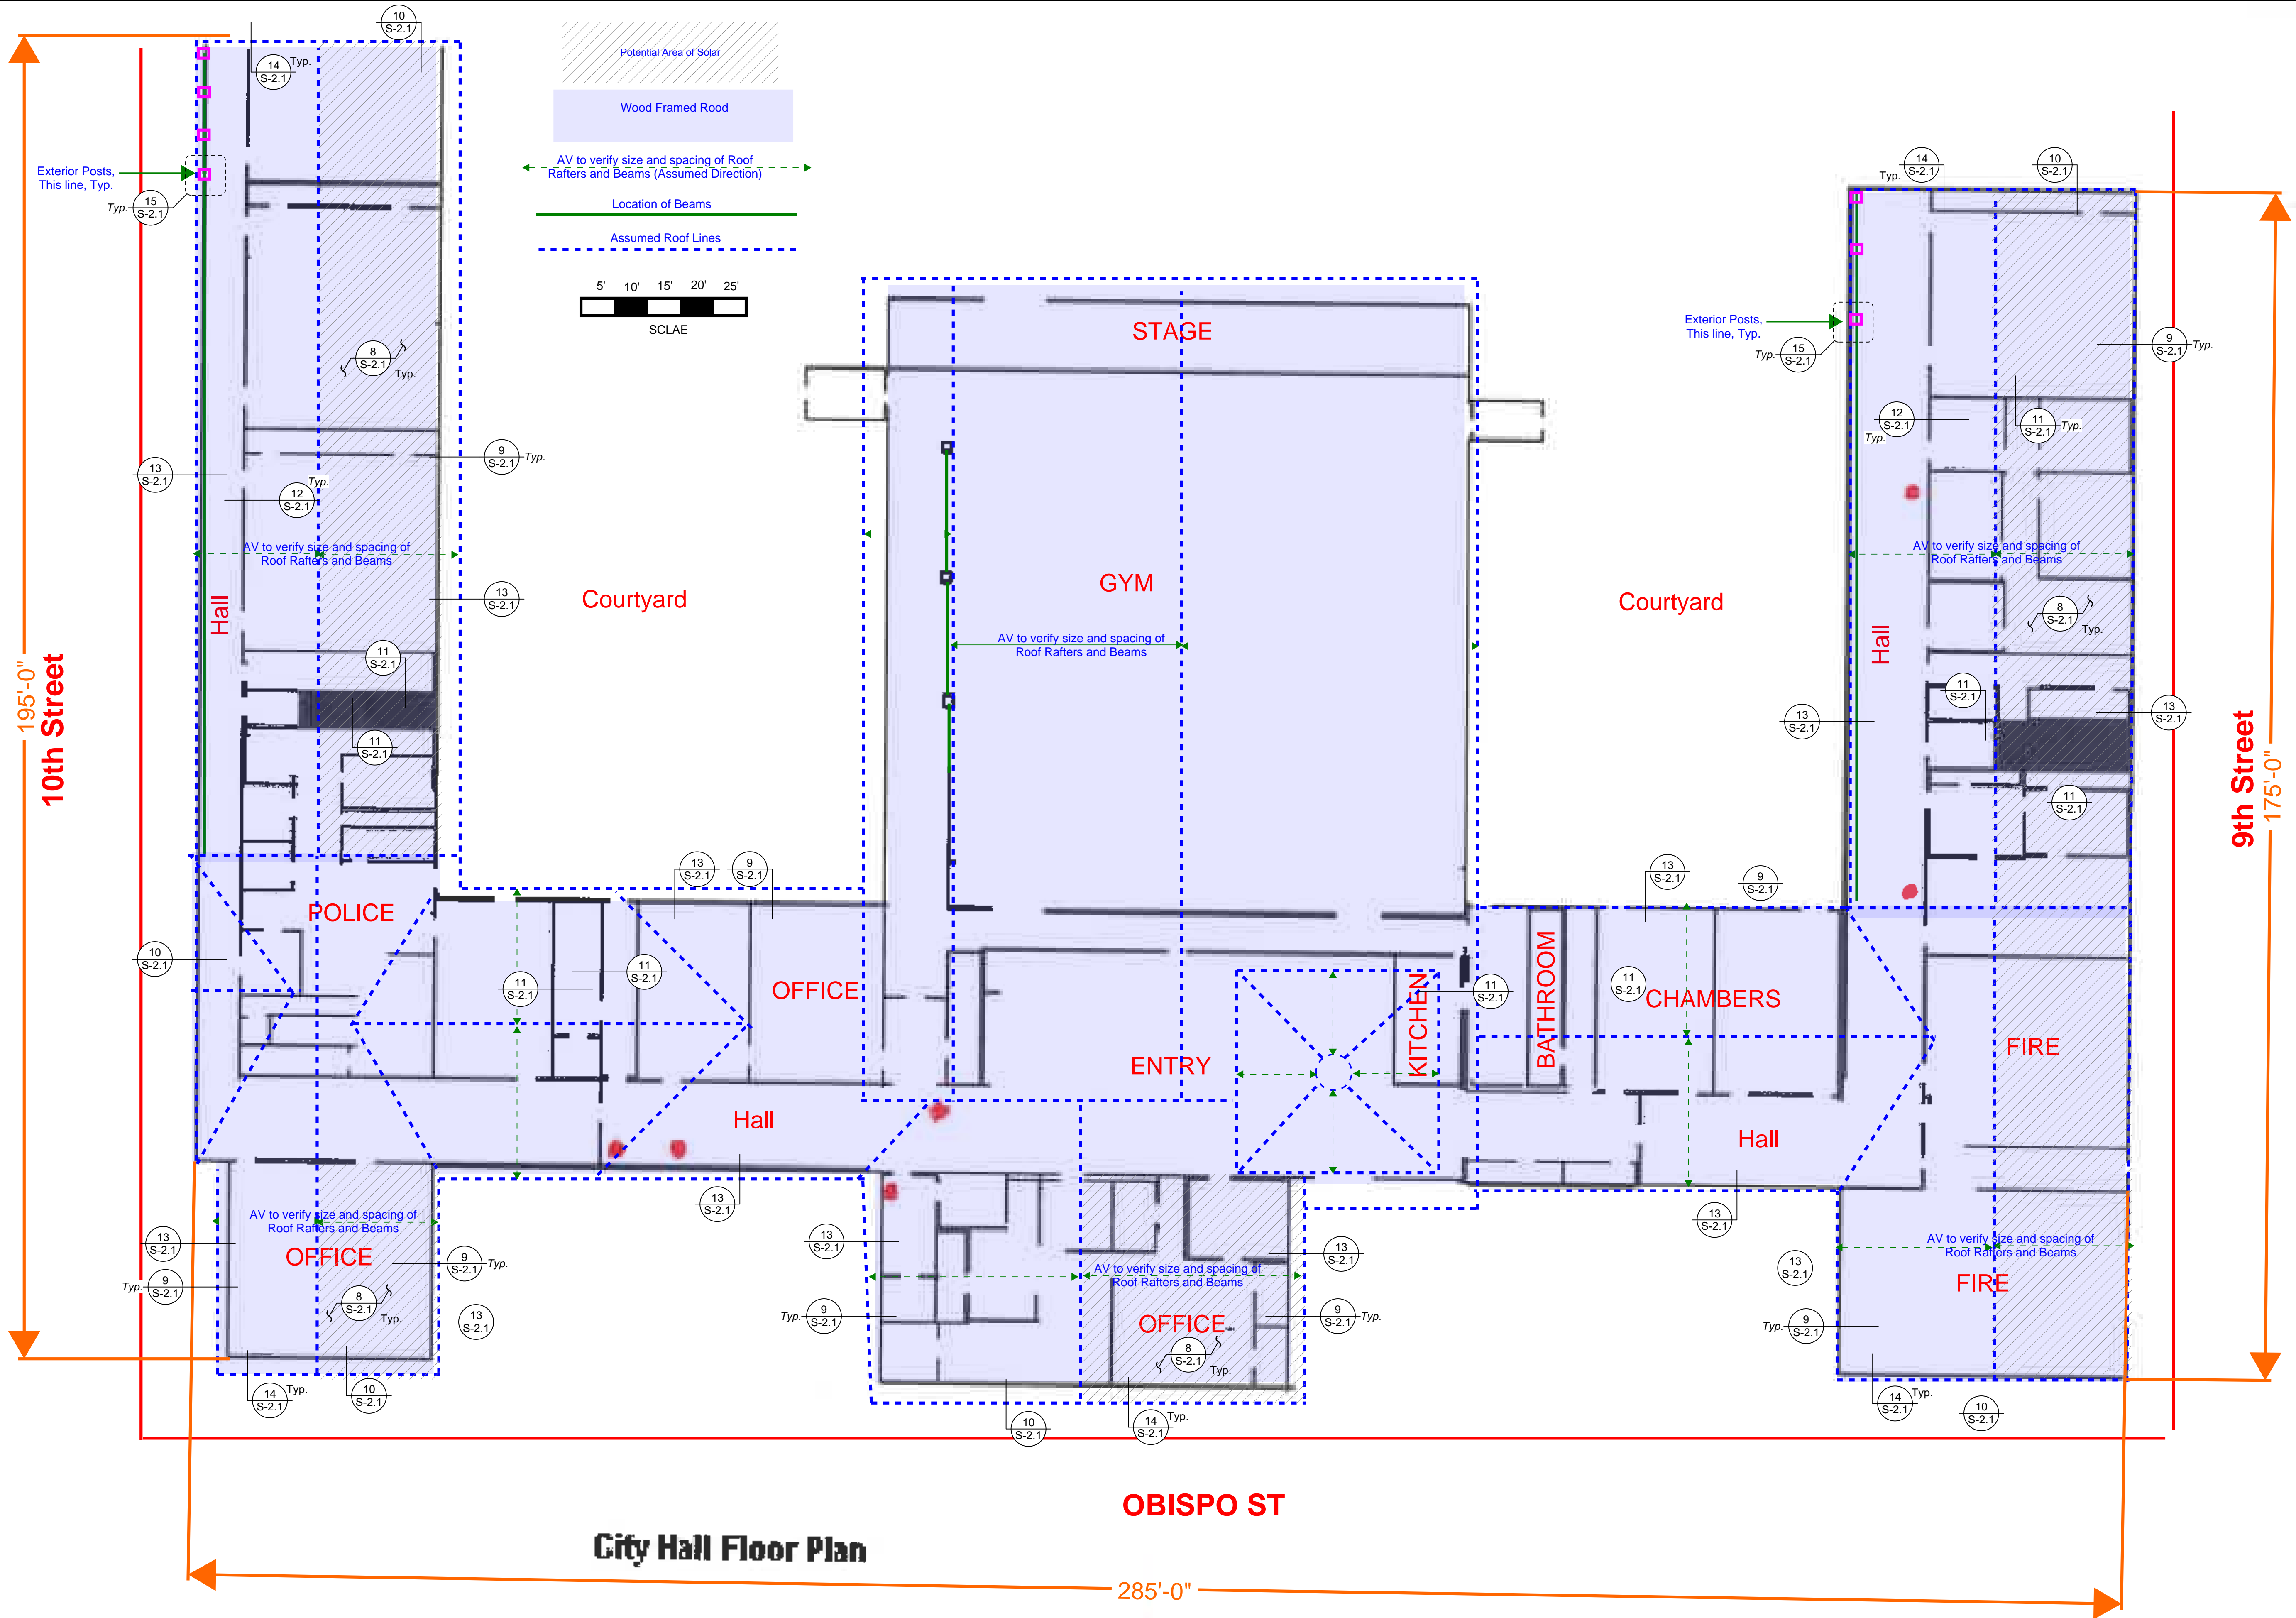 10
S-2.1
14
S-2.1
Typ.
Potential Area of Solar
Wood Framed Rood
AV to verify size and spacing of Roof
Rafters and Beams (Assumed Direction)
Location of Beams
Assumed Roof Lines
5' 10' 15' 20' 25'
SCLAE
Exterior Posts,
This line, Typ.
Typ.
15
S-2.1
8
S-2.1
Typ.
9
S-2.1
Typ.
13
S-2.1
12
S-2.1
Typ.
AV to verify size and spacing of
Roof Rafters and Beams
13
S-2.1
Hall
11
S-2.1
11
S-2.1
195'-0"
10th Street
Courtyard
STAGE
GYM
AV to verify size and spacing of
Roof Rafters and Beams
Courtyard
Typ.
14
S-2.1
10
S-2.1
Exterior Posts,
This line, Typ.
Typ.
15
S-2.1
9
S-2.1
Typ.
12
S-2.1
Typ.
11
S-2.1
Typ.
AV to verify size and spacing of
Roof Rafters and Beams
8
S-2.1
Typ.
Hall
11
S-2.1
13
S-2.1
13
S-2.1
11
S-2.1
9th Street
175'-0"
POLICE
10
S-2.1
13
S-2.1
9
S-2.1
11
S-2.1
11
S-2.1
OFFICE
Hall
ENTRY
KITCHEN
11
S-2.1
BATHROOM
13
S-2.1
9
S-2.1
11
S-2.1
CHAMBERS
Hall
FIRE
AV to verify size and spacing of
Roof Rafters and Beams
OFFICE
13
S-2.1
Typ.
9
S-2.1
9
S-2.1
Typ.
8
S-2.1
Typ.
13
S-2.1
14
S-2.1
Typ.
10
S-2.1
13
S-2.1
13
S-2.1
Typ.
9
S-2.1
AV to verify size and spacing of
Roof Rafters and Beams
OFFICE
8
S-2.1
Typ.
13
S-2.1
9
S-2.1
Typ.
10
S-2.1
14
S-2.1
Typ.
13
S-2.1
AV to verify size and spacing of
Roof Rafters and Beams
FIRE
13
S-2.1
Typ.
9
S-2.1
14
S-2.1
Typ.
10
S-2.1
OBISPO ST
City Hall Floor Plan
285'-0"